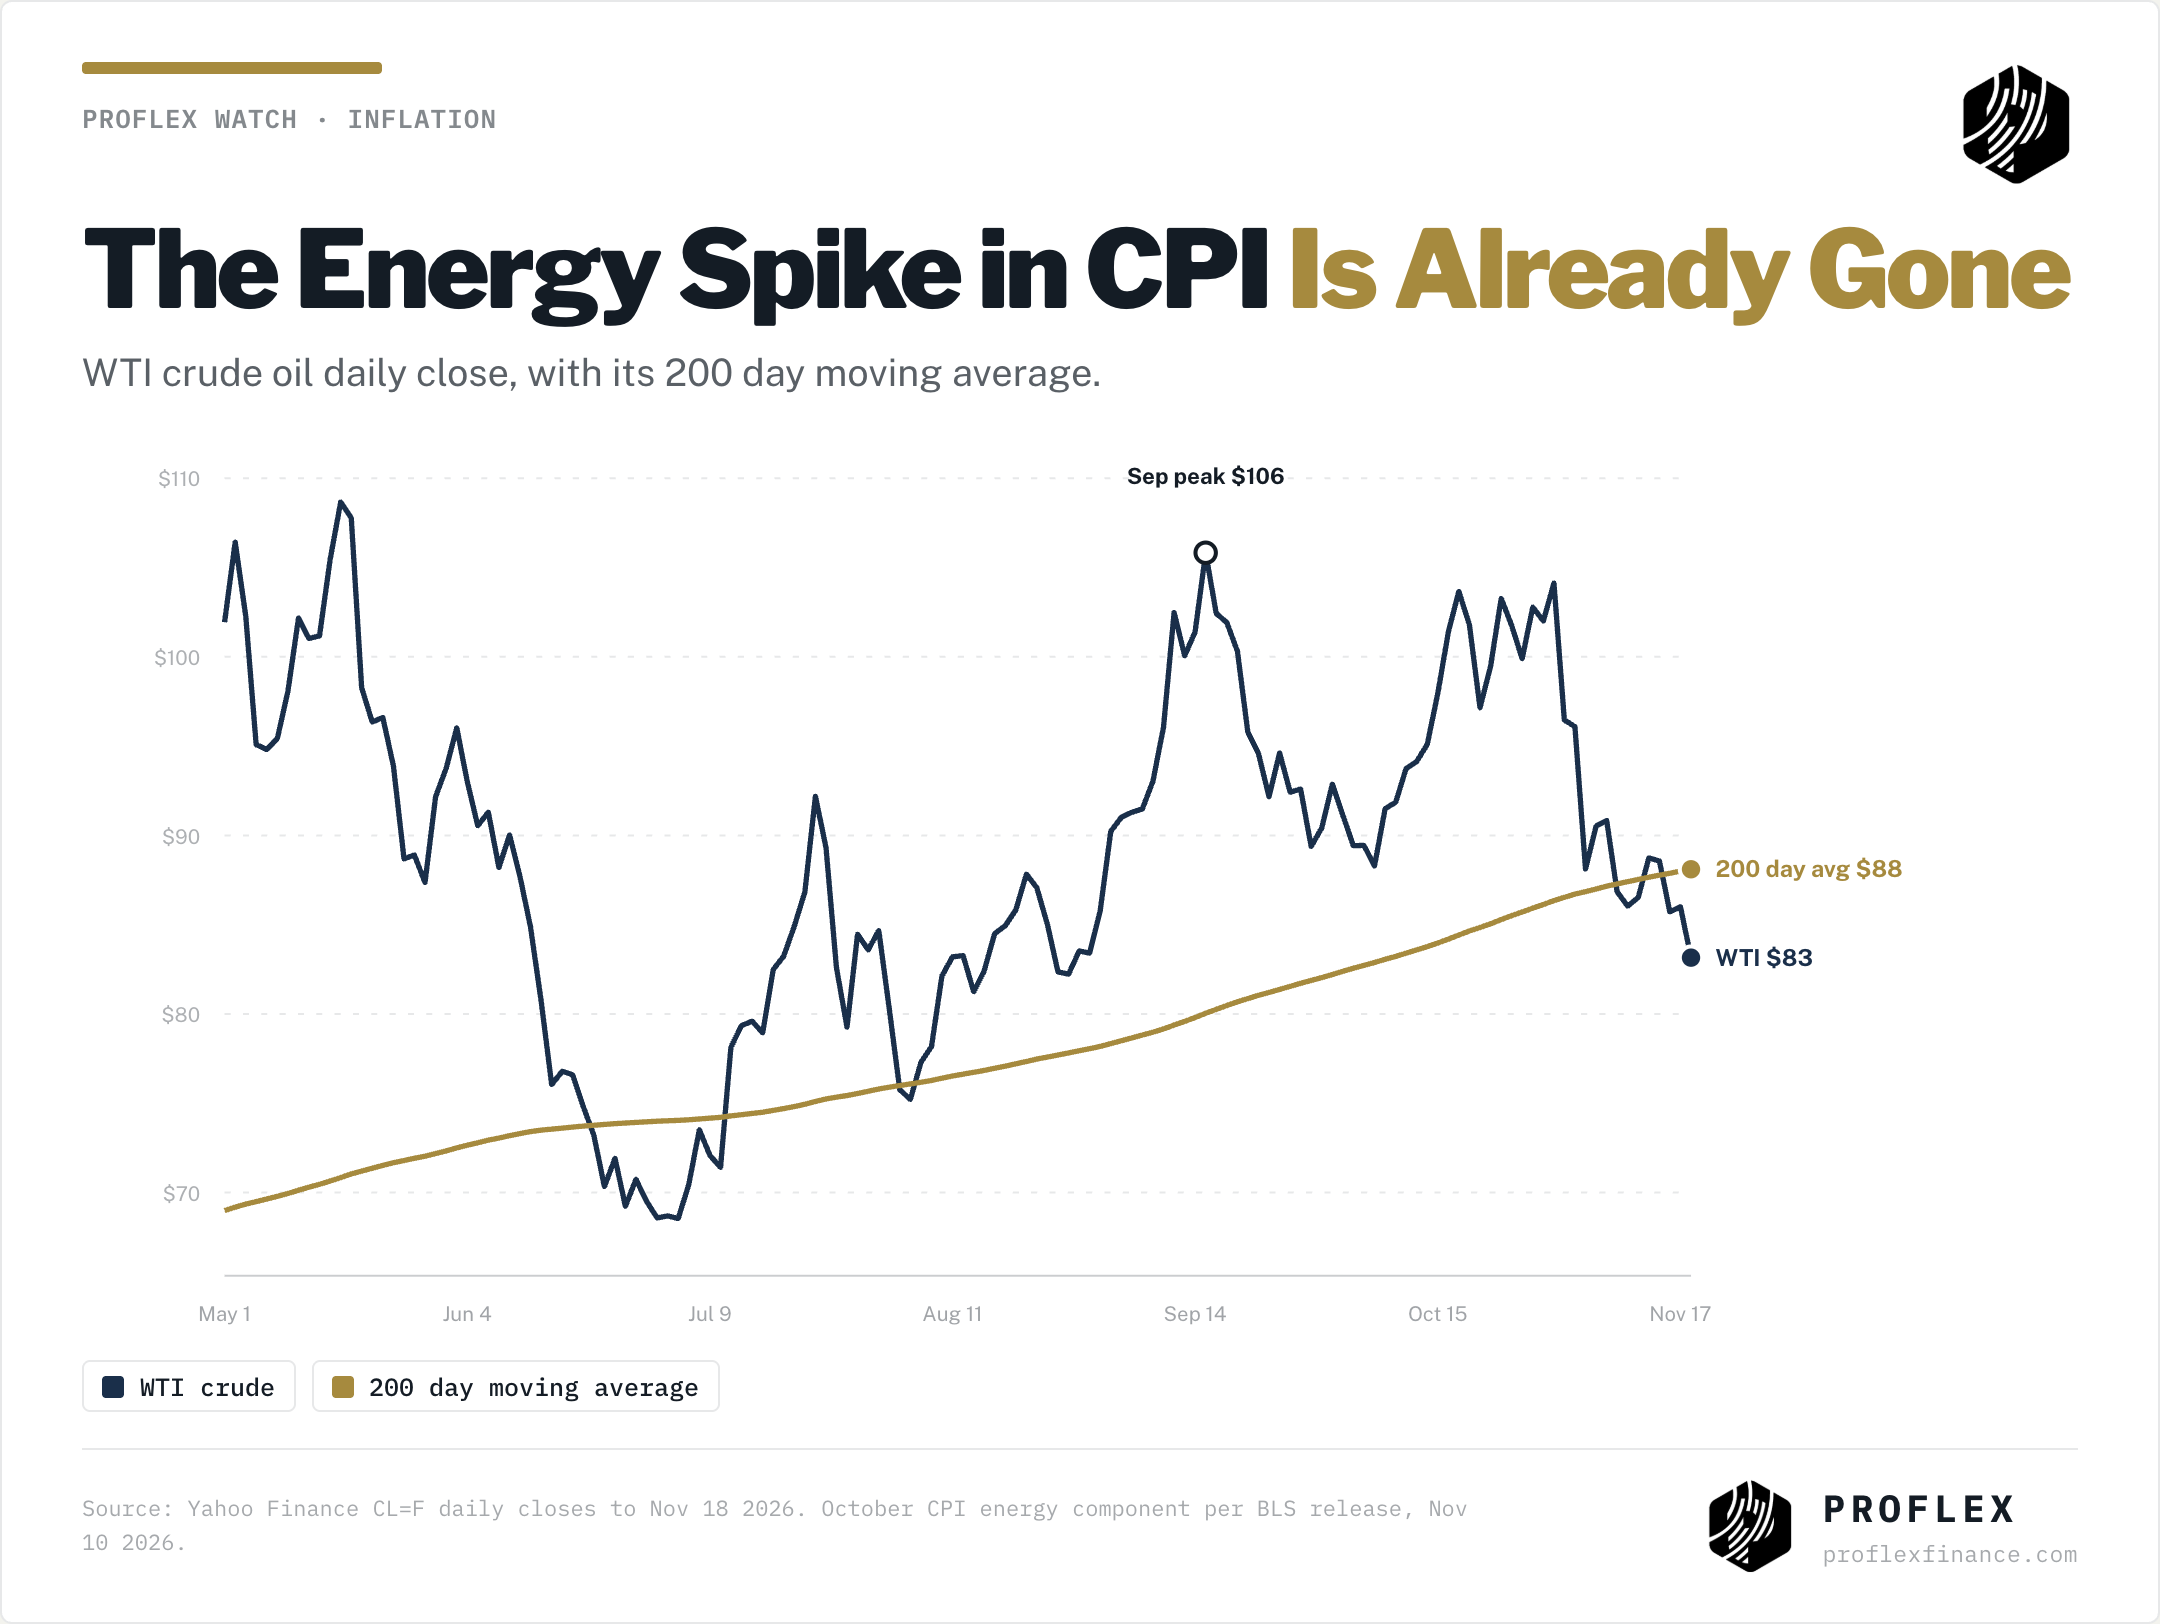 PROFLEX WATCH · INFLATION
The Energy Spike in CPI Is Already Gone
WTI crude oil daily close, with its 200 day moving average.
Sep peak $106
$110
$100
$90
$80
$70
200 day avg $88
WTI $83
May 1
Jun 4
Jul 9
Aug 11
Sep 14
Oct 15
Nov 17
WTI crude
200 day moving average
Source: Yahoo Finance CL=F daily closes to Nov 18 2026. October CPI energy component per BLS release, Nov
10 2026.
PROFLEX
proflexfinance.com